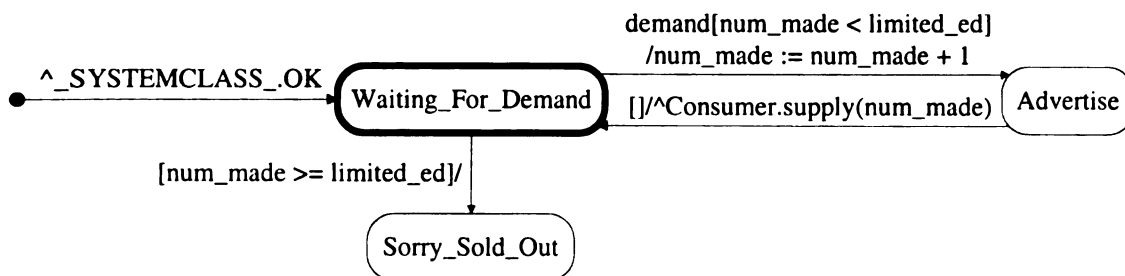 demand[num_made < limited_ed]
/num_made := num_made + 1
^_SYSTEMCLASS_.OK
Waiting_For_Demand
[]/^Consumer.supply(num_made)
Advertise
[num_made >= limited_ed]/
Sorry_Sold_Out